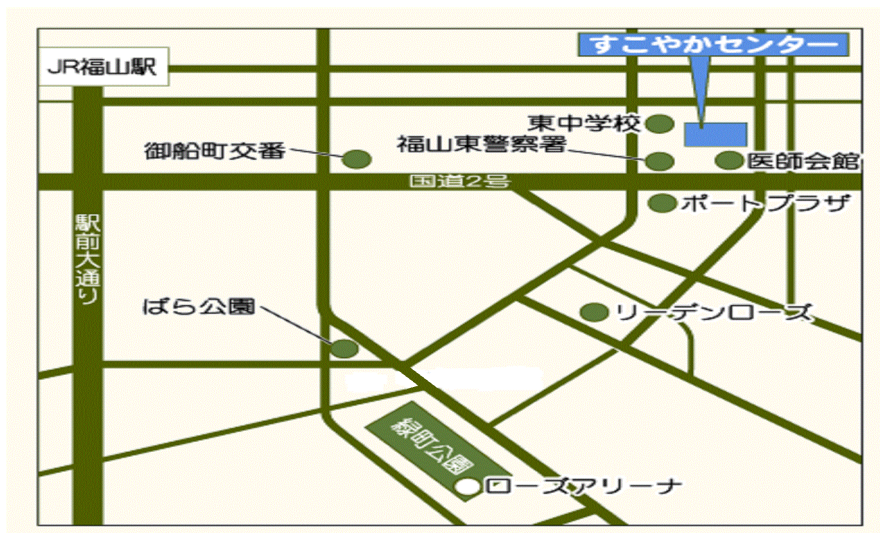 すこやかセンター
JR福山駅
東中学校
福山東警察署
御船町交番
医師会館
国道2号
ポートプラザ
駅前大通り
ばら公園
リーデンローズ
緑町公園
ローズアリーナ